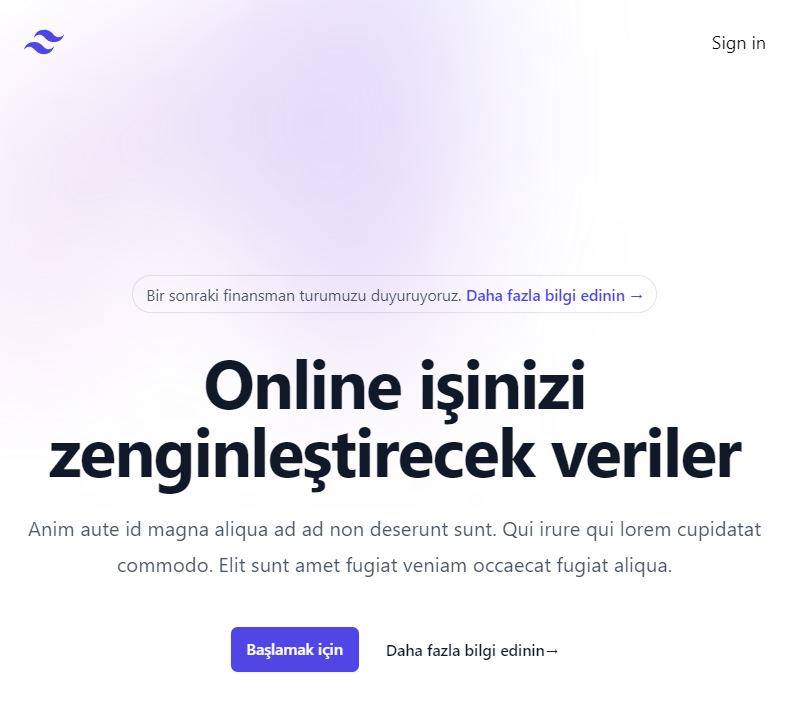 Sign in
Bir sonraki finansman turumuzu duyuruyoruz. Daha fazla bilgi edinin →
Online işinizi
zenginleştirecek veriler
Anim aute id magna aliqua ad ad non deserunt sunt. Qui irure qui lorem cupidatat
commodo. Elit sunt amet fugiat veniam occaecat fugiat aliqua.
Başlamak için
Daha fazla bilgi edinin→